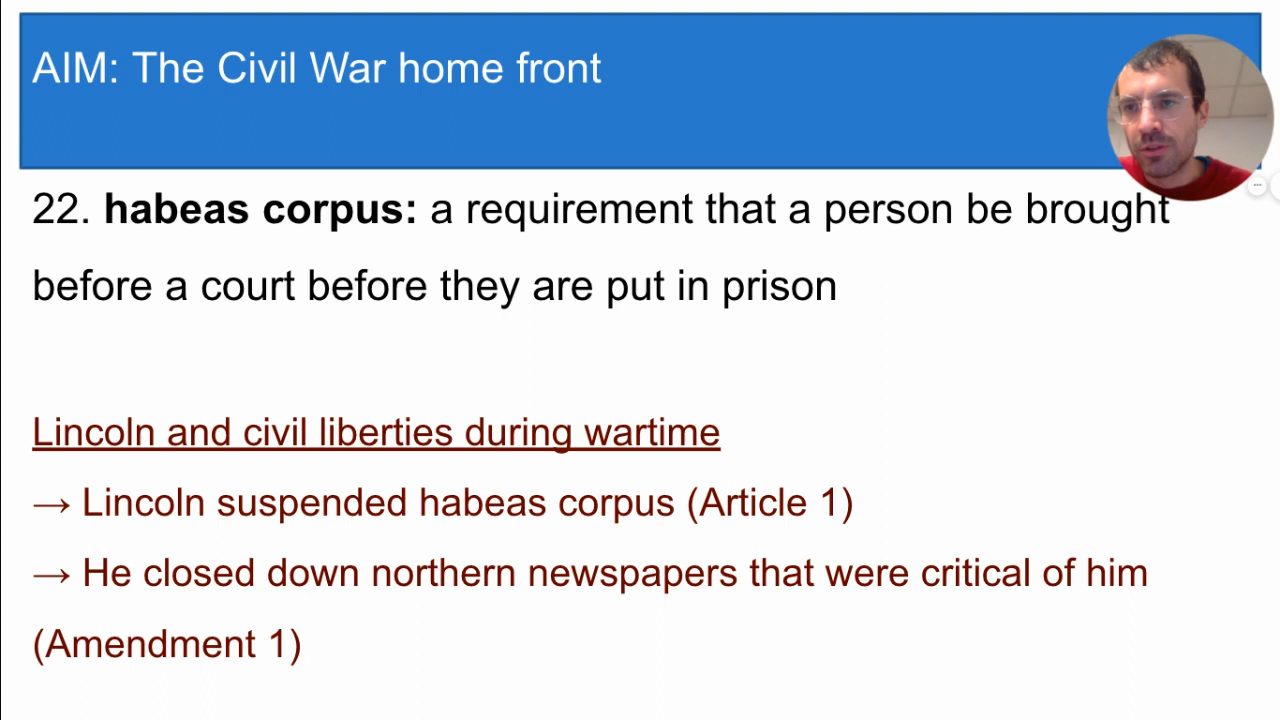 AIM: The Civil War home front
22. habeas corpus: a requirement that a person be brought
before a court before they are put in prison
Lincoln and civil liberties during wartime
→ Lincoln suspended habeas corpus (Article 1)
→ He closed down northern newspapers that were critical of him
(Amendment 1)